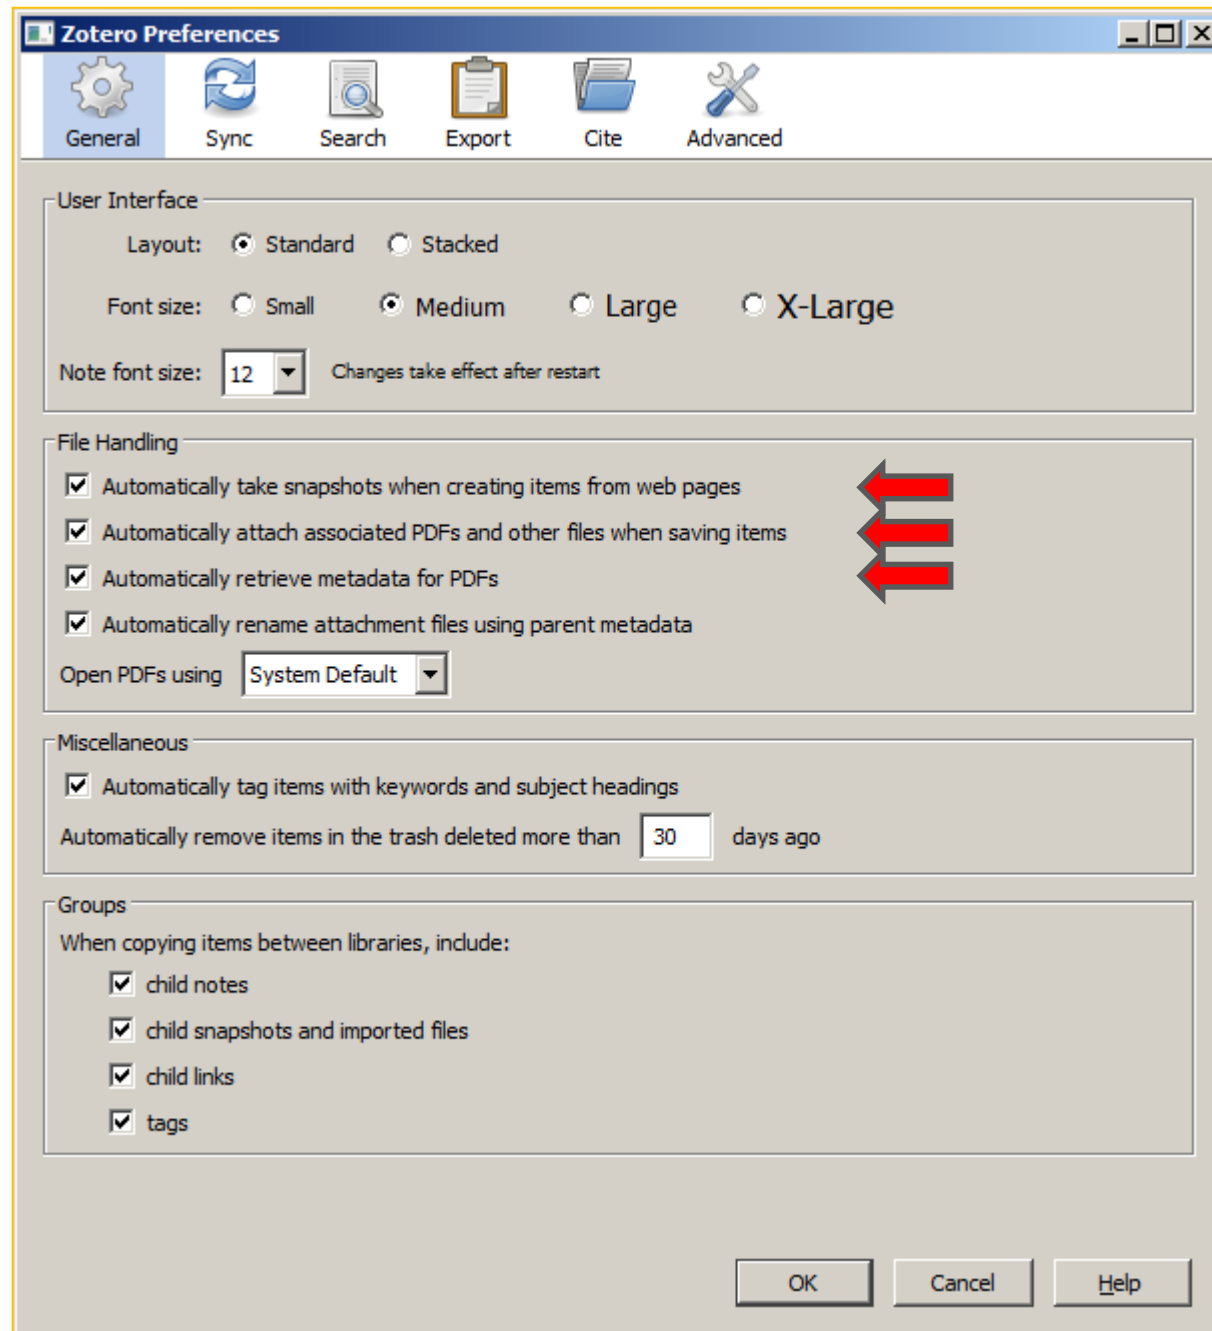 Zotero Preferences
General Sync Search Export Cite Advanced
User Interface
Layout: Standard Stacked
Font size: Small Medium Large X-Large
Note font size: 12 Changes take effect after restart
File Handling
Automatically take snapshots when creating items from web pages
Automatically attach associated PDFs and other files when saving items
Automatically retrieve metadata for PDFs
Automatically rename attachment files using parent metadata
Open PDFs using System Default
Miscellaneous
Automatically tag items with keywords and subject headings
Automatically remove items in the trash deleted more than 30 days ago
Groups
When copying items between libraries, include:
child notes
child snapshots and imported files
child links
tags
OK Cancel Help